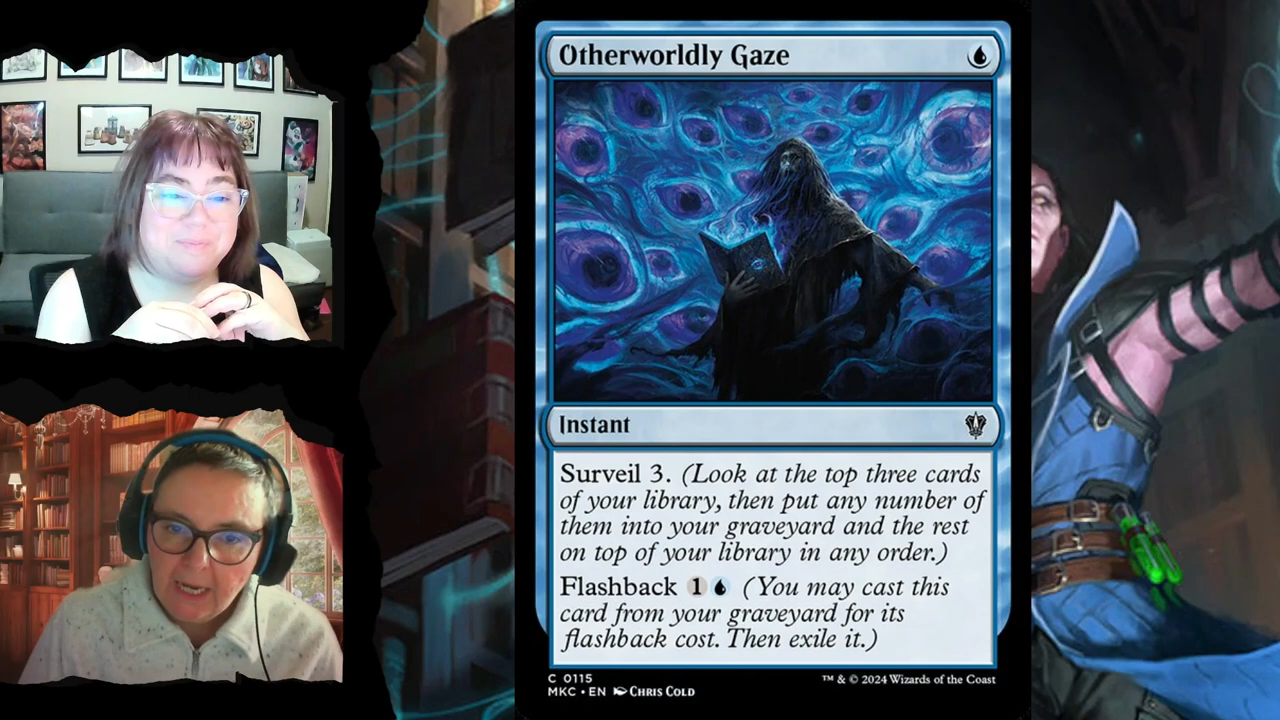 Otherworldly Gaze
Instant
Surveil 3. (Look at the top three cards
of your library, then put any number of
them into your graveyard and the rest
on top of your library in any order.)
Flashback 1 (You may cast this
card from your graveyard for its
flashback cost. Then exile it.)
C 0115
MKC • EN Chris Cold
™ & © 2024 Wizards of the Coast